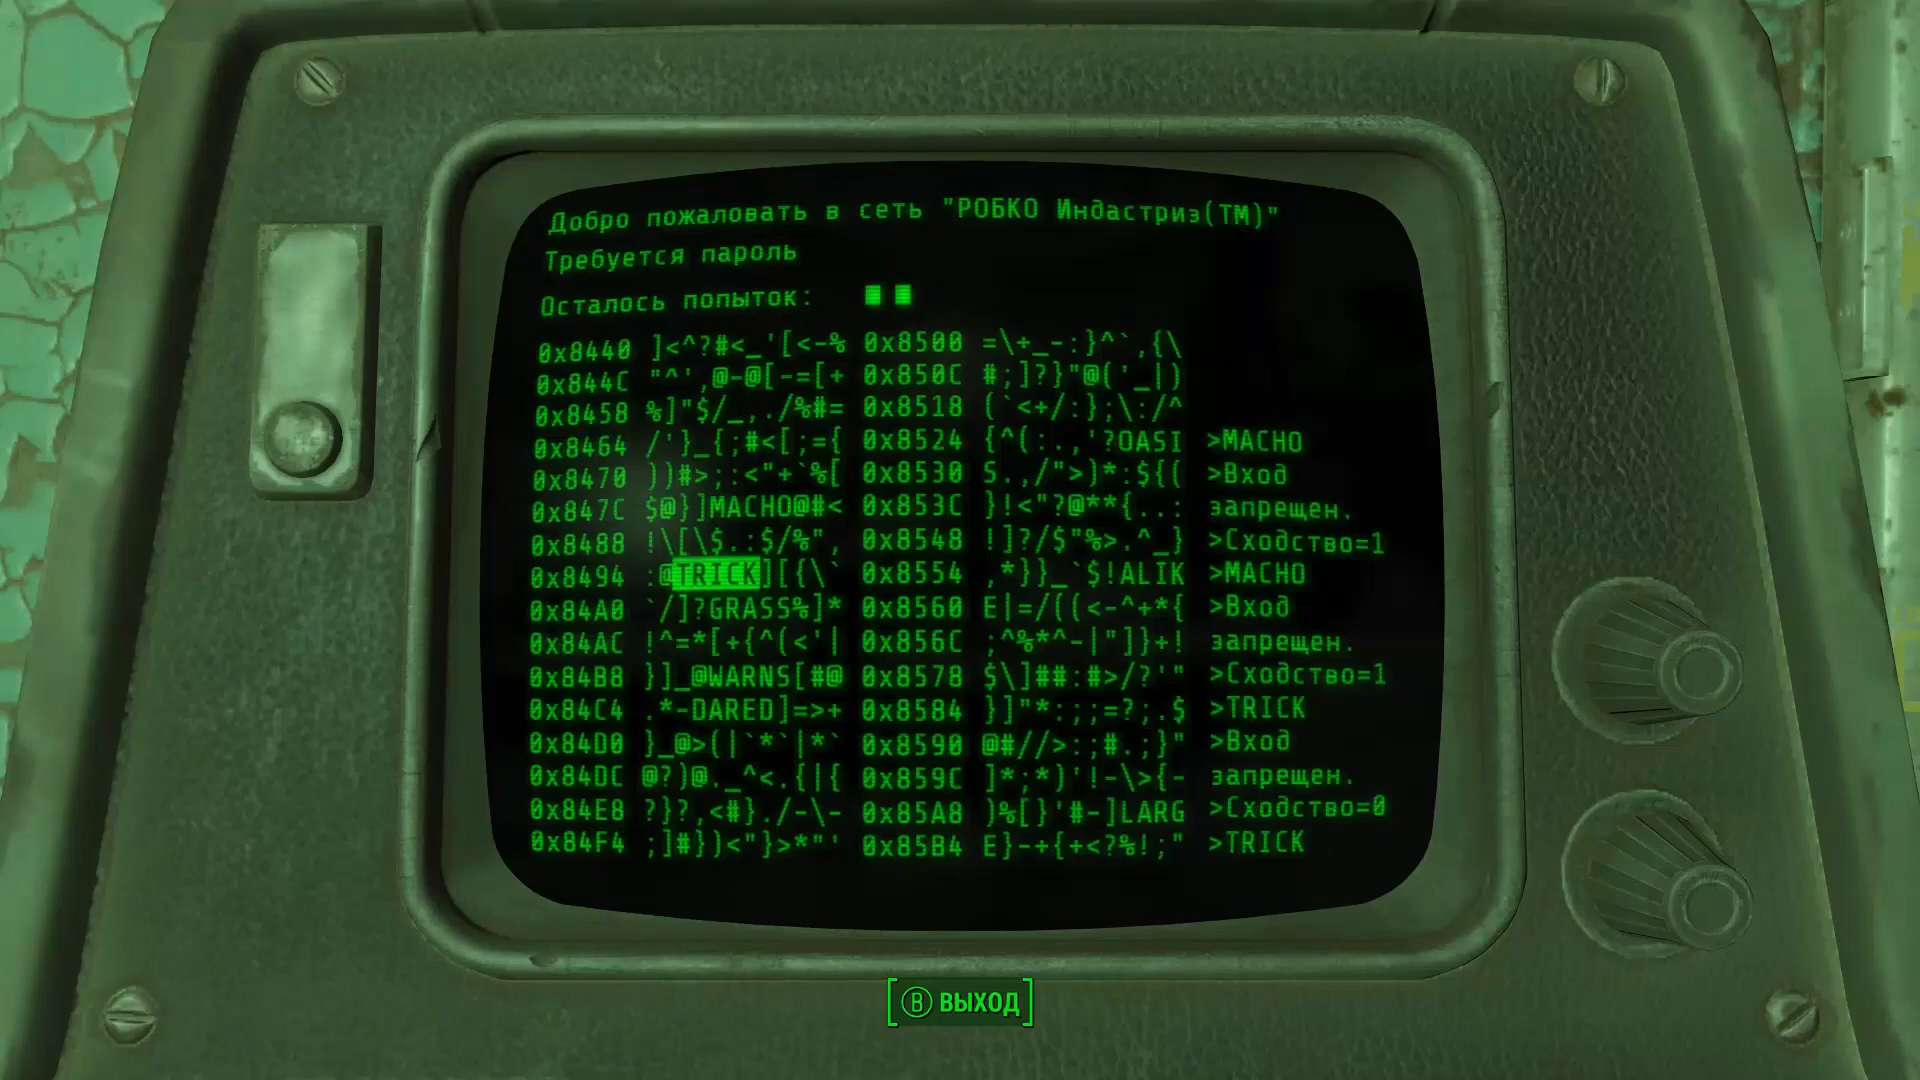 Добро пожаловать в сеть "РОБКО Индастриз(ТМ)"
Требуется пароль
Осталось попыток:
0x8440 ]<^?#<_'[<-% 0x8500 =\+_-:}^`,{\
0x844C "^',@-@[-=[+ 0x850C #;]?}"@('_|)
0x8458 %]"$/_,./%#= 0x8518 (`<+/:};\:/^
0x8464 /'}_{;#<[;={ 0x8524 {^(:.,'?OASI >MACHO
0x8470 ))#>;:<"+`%[ 0x8530 S.,/">)*:${( >Вход
0x847C $@}]MACHO@#< 0x853C }!<"?@**{..: запрещен.
0x8488 !\[\$.:$/%", 0x8548 !]?/$"%>.^_} >Сходство=1
0x8494 :@TRICK][{\` 0x8554 ,*}}_`$!ALIK >MACHO
0x84A0 `/]?GRASS%]* 0x8560 E|=/((<-^+*{ >Вход
0x84AC !^=*[+{^(<'| 0x856C ;^%*^-|"]}+! запрещен.
0x84B8 }]_@WARNS[#@ 0x8578 $\]##:#>/?'" >Сходство=1
0x84C4 .*-DARED]=>+ 0x8584 }]"*:;;=?;.$ >TRICK
0x84D0 }_@>(|`*`|*` 0x8590 @#//>:;#.;}" >Вход
0x84DC @?)@._^<.{|{ 0x859C ]*;*)'!-\>{- запрещен.
0x84E8 ?}?,<#}./-\- 0x85A8 )%[}'#-]LARG >Сходство=0
0x84F4 ;]#})<"}>*"' 0x85B4 E}-+{+<?%!;" >TRICK
B ВЫХОД